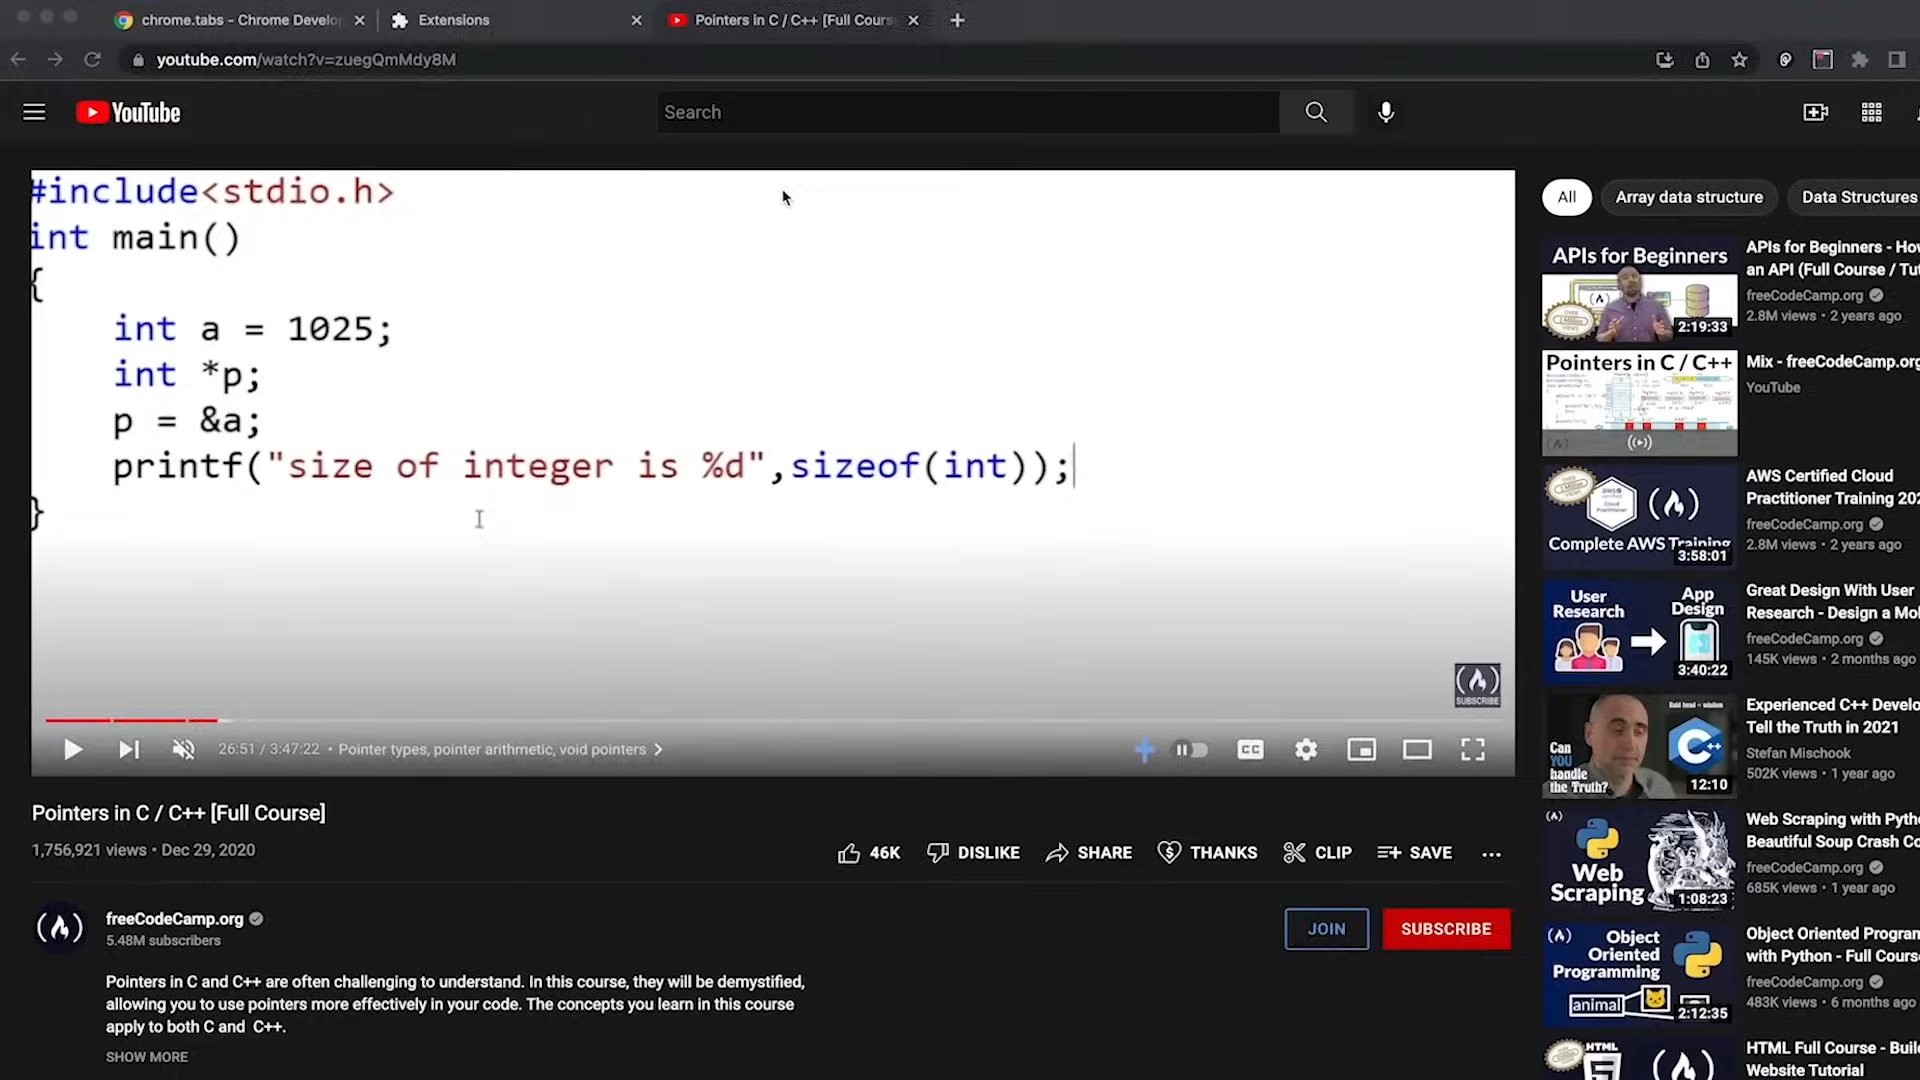 chrome.tabs - Chrome Develo
Extensions
Pointers in C / C++ [Full Cours
youtube.com/watch?v=zuegQmMdy8M
YouTube
Search
#include<stdio.h>
int main()
{
int a = 1025;
int *p;
p = &a;
printf("size of integer is %d",sizeof(int));
}
SUBSCRIBE
26:51 / 3:47:22 • Pointer types, pointer arithmetic, void pointers
CC
Pointers in C / C++ [Full Course]
1,756,921 views • Dec 29, 2020
46K
DISLIKE
SHARE
THANKS
CLIP
SAVE
freeCodeCamp.org
5.48M subscribers
JOIN
SUBSCRIBE
Pointers in C and C++ are often challenging to understand. In this course, they will be demystified,
allowing you to use pointers more effectively in your code. The concepts you learn in this course
apply to both C and C++.
SHOW MORE
All
Array data structure
Data Structures
APIs for Beginners
2:19:33
APIs for Beginners - How
an API (Full Course / Tut
freeCodeCamp.org
2.8M views • 2 years ago
Pointers in C / C++
Mix - freeCodeCamp.org
YouTube
Complete AWS Training
3:58:01
AWS Certified Cloud
Practitioner Training 202
freeCodeCamp.org
2.8M views • 2 years ago
User
Research
App
Design
3:40:22
Great Design With User
Research - Design a Mo
freeCodeCamp.org
145K views • 2 months ago
Bald head = wisdom
Can
YOU
handle
the Truth?
C++
12:10
Experienced C++ Develo
Tell the Truth in 2021
Stefan Mischook
502K views • 1 year ago
Web
Scraping
1:08:23
Web Scraping with Pyth
Beautiful Soup Crash Co
freeCodeCamp.org
685K views • 1 year ago
Object
Oriented
Programming
animal
2:12:35
Object Oriented Program
with Python - Full Cours
freeCodeCamp.org
483K views • 6 months ago
HTML
HTML Full Course - Buil
Website Tutorial